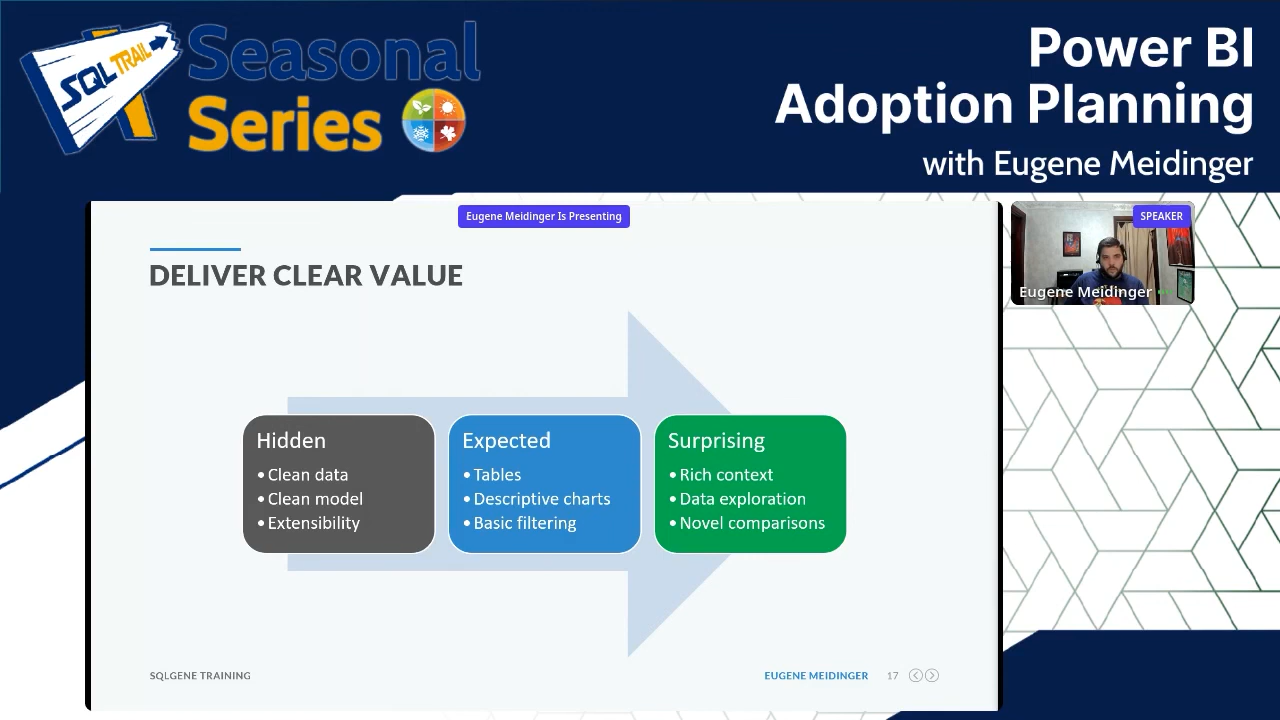 SQL TRAIL
Seasonal
Series
Power BI
Adoption Planning
with Eugene Meidinger
Eugene Meidinger Is Presenting
SPEAKER
Eugene Meidinger
DELIVER CLEAR VALUE
Hidden
• Clean data
• Clean model
• Extensibility
Expected
• Tables
• Descriptive charts
• Basic filtering
Surprising
• Rich context
• Data exploration
• Novel comparisons
SQLGENE TRAINING
EUGENE MEIDINGER
17